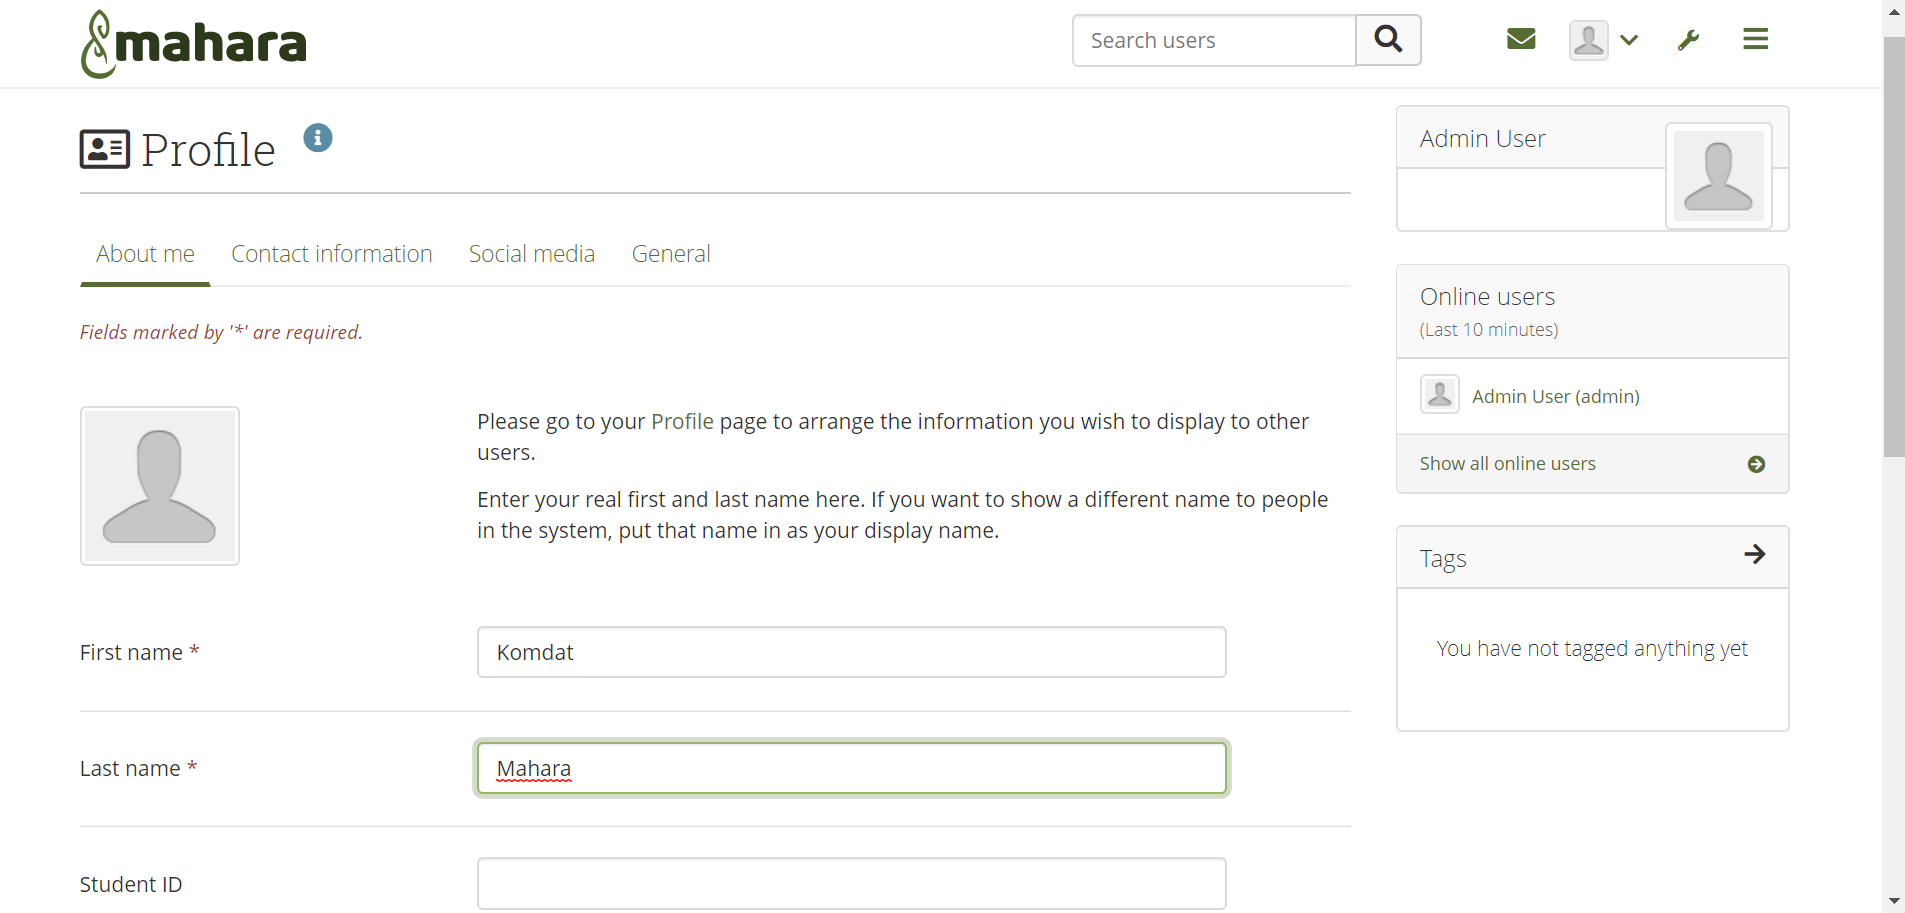 mahara
Search users
Profile
About me
Contact information
Social media
General
Fields marked by '*' are required.
Please go to your Profile page to arrange the information you wish to display to other
users.
Enter your real first and last name here. If you want to show a different name to people
in the system, put that name in as your display name.
First name *
Komdat
Last name *
Mahara
Student ID
Admin User
Online users
(Last 10 minutes)
Admin User (admin)
Show all online users
Tags
You have not tagged anything yet